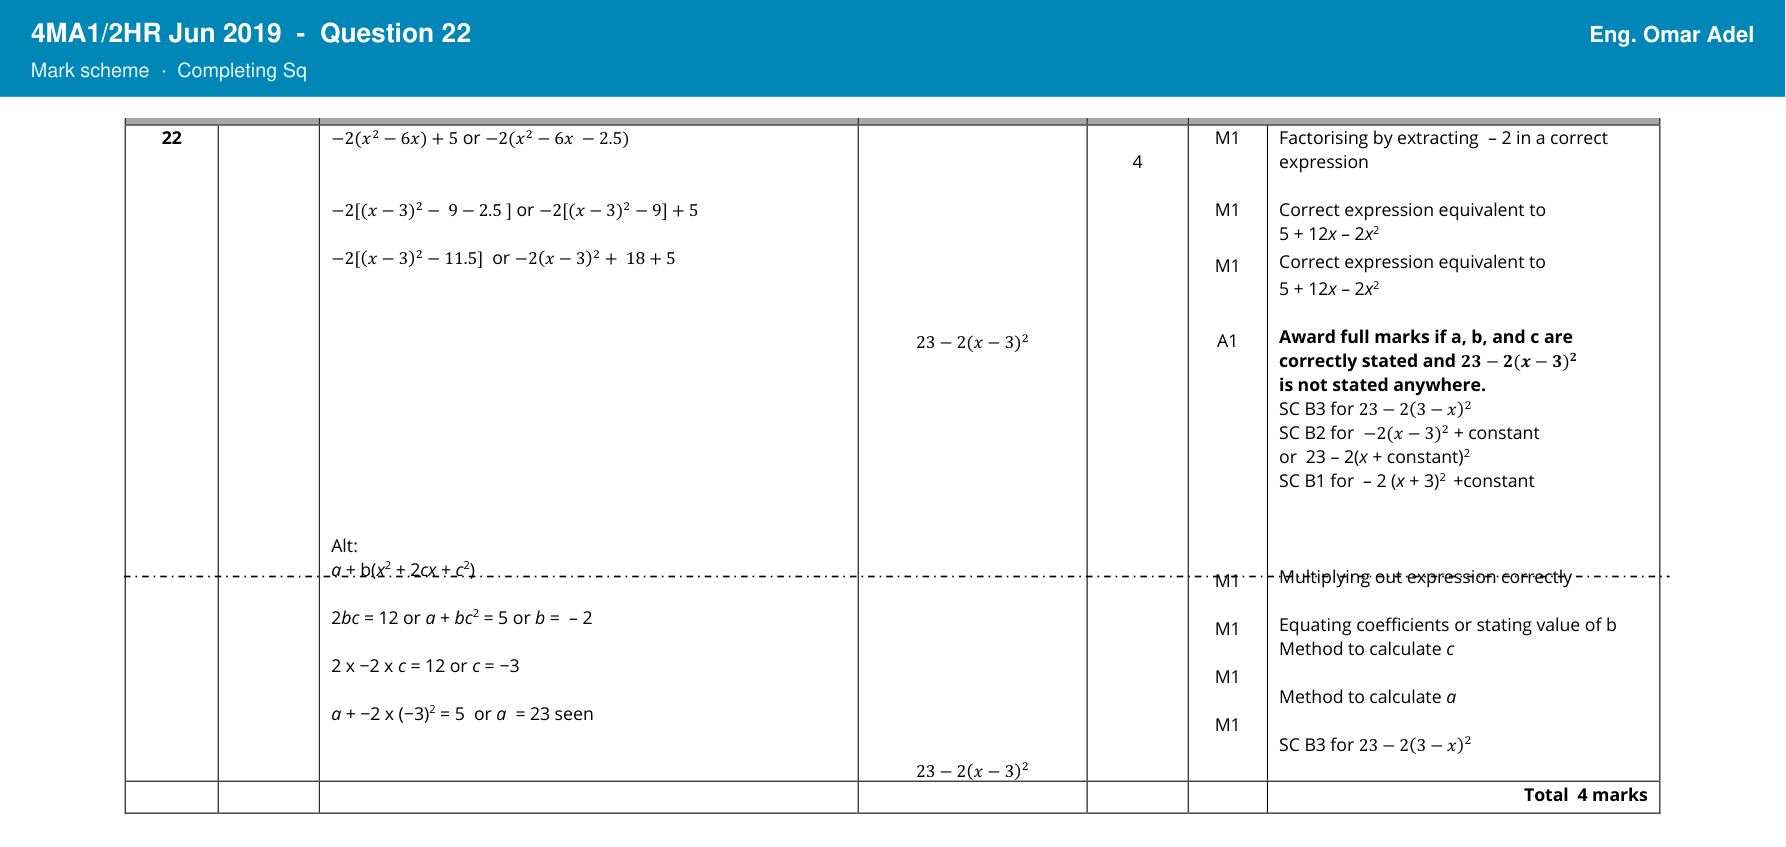 4MA1/2HR Jun 2019 - Question 22
Eng. Omar Adel
Mark scheme · Completing Sq
22
−2(x² − 6x) + 5 or −2(x² − 6x − 2.5)
M1
Factorising by extracting – 2 in a correct
4
expression
−2[(x − 3)² − 9 − 2.5 ] or −2[(x − 3)² − 9] + 5
M1
Correct expression equivalent to
5 + 12x – 2x²
−2[(x − 3)² − 11.5] or −2(x − 3)² + 18 + 5
M1
Correct expression equivalent to
5 + 12x – 2x²
23 − 2(x − 3)²
A1
Award full marks if a, b, and c are
correctly stated and 23 − 2(x − 3)²
is not stated anywhere.
SC B3 for 23 − 2(3 − x)²
SC B2 for −2(x − 3)² + constant
or 23 – 2(x + constant)²
SC B1 for – 2 (x + 3)² +constant
Alt:
a + b(x² + 2cx + c²)
M1
Multiplying out expression correctly
2bc = 12 or a + bc² = 5 or b = – 2
M1
Equating coefficients or stating value of b
Method to calculate c
2 x −2 x c = 12 or c = −3
M1
Method to calculate a
a + −2 x (−3)² = 5 or a = 23 seen
M1
SC B3 for 23 − 2(3 − x)²
23 − 2(x − 3)²
Total 4 marks